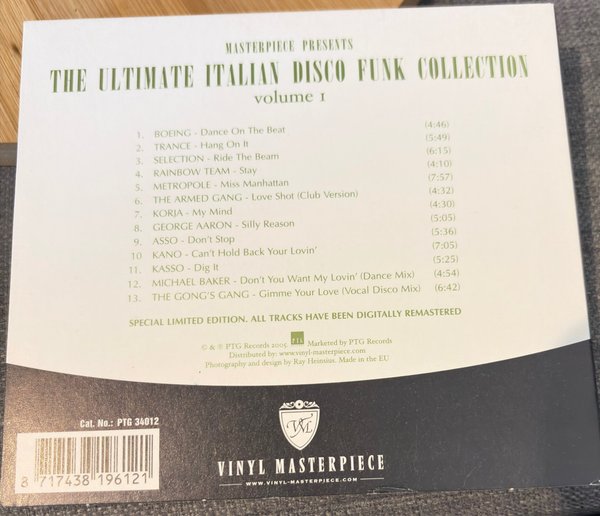 MASTERPIECE PRESENTS
THE ULTIMATE ITALIAN DISCO FUNK COLLECTION
volume 1
1. BOEING - Dance On The Beat (4:46)
2. TRANCE - Hang On It (5:49)
3. SELECTION - Ride The Beam (6:15)
4. RAINBOW TEAM - Stay (4:10)
5. METROPOLE - Miss Manhattan (7:57)
6. THE ARMED GANG - Love Shot (Club Version) (4:32)
7. KORJA - My Mind (4:30)
8. GEORGE AARON - Silly Reason (5:05)
9. ASSO - Don't Stop (5:36)
10. KANO - Can't Hold Back Your Lovin' (7:05)
11. KASSO - Dig It (5:25)
12. MICHAEL BAKER - Don't You Want My Lovin' (Dance Mix) (4:54)
13. THE GONG'S GANG - Gimme Your Love (Vocal Disco Mix) (6:42)
SPECIAL LIMITED EDITION. ALL TRACKS HAVE BEEN DIGITALLY REMASTERED
© & ℗ PTG Records 2005 PTG Marketed by PTG Records
Distributed by: www.vinyl-masterpiece.com
Photography and design by Ray Heinsius. Made in the EU
Cat. No.: PTG 34012
8 717438 196121
VM
VINYL MASTERPIECE
WWW.VINYL-MASTERPIECE.COM